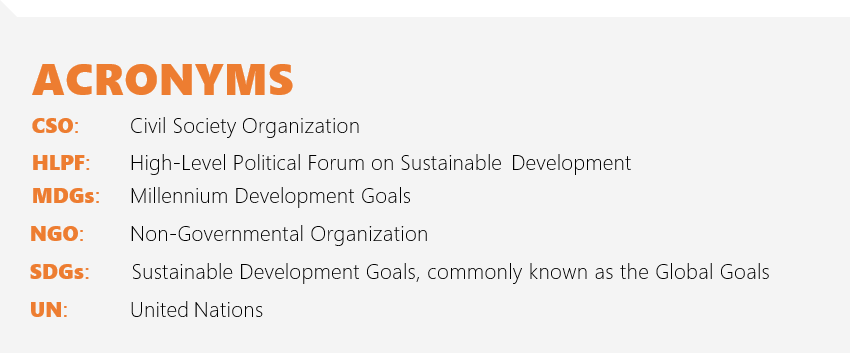 ACRONYMS
CSO: Civil Society Organization
HLPF: High-Level Political Forum on Sustainable Development
MDGs: Millennium Development Goals
NGO: Non-Governmental Organization
SDGs: Sustainable Development Goals, commonly known as the Global Goals
UN: United Nations